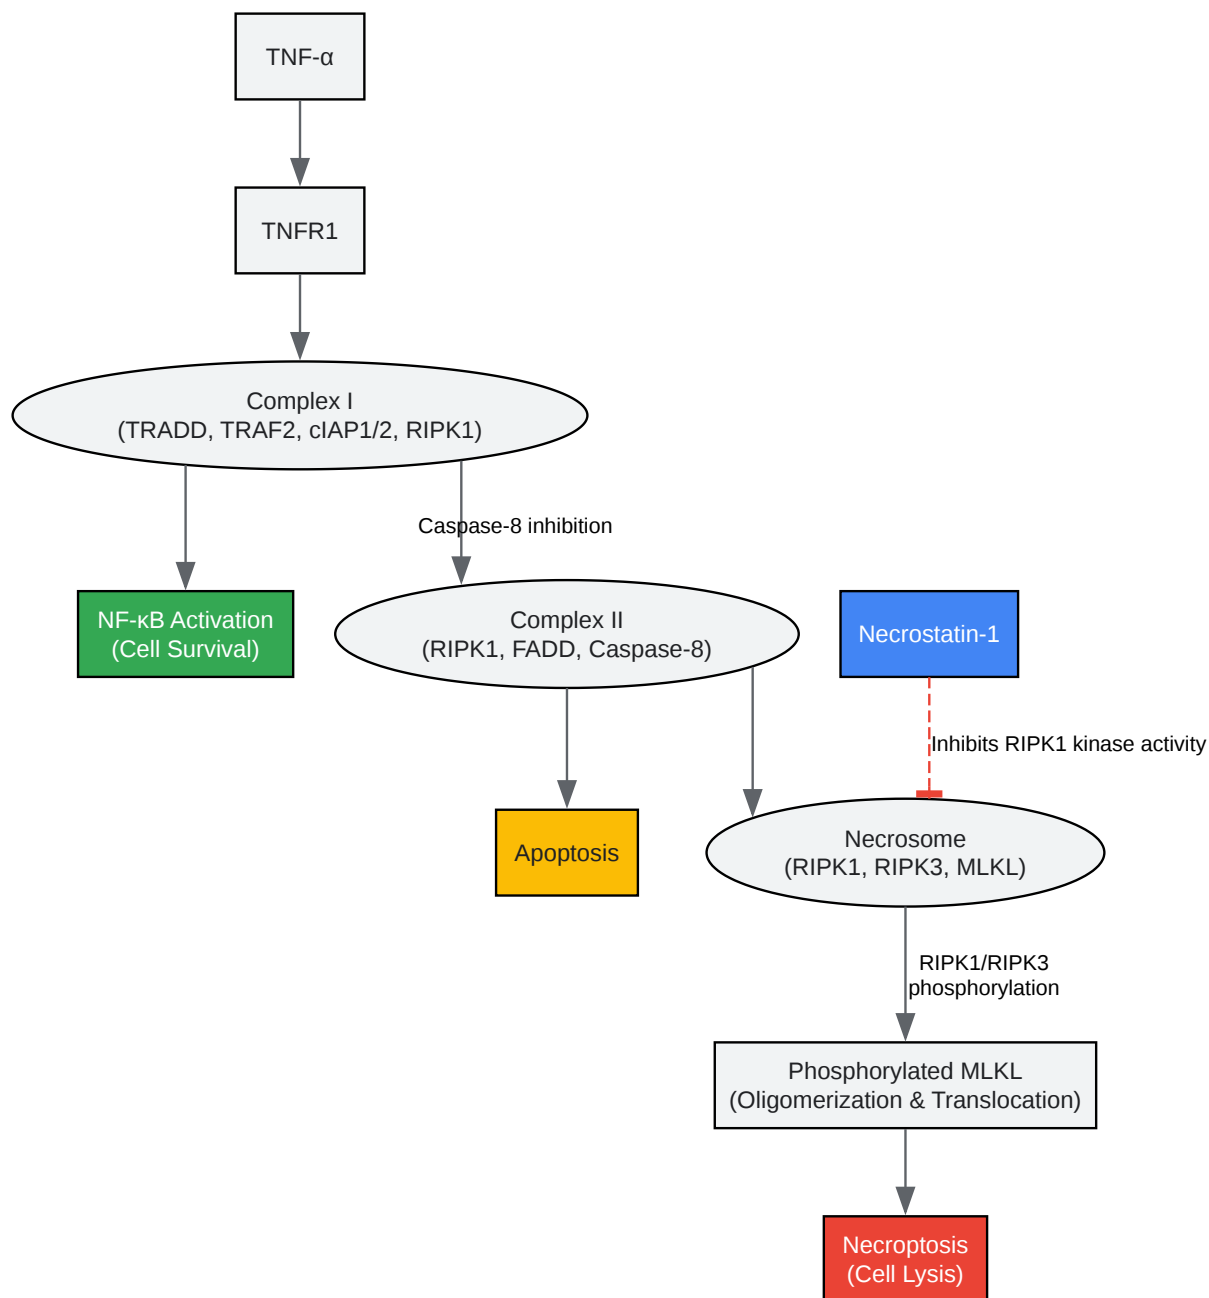 TNF-α
TNFR1
Complex I
(TRADD, TRAF2, cIAP1/2, RIPK1)
Caspase-8 inhibition
NF-κB Activation
(Cell Survival)
Complex II
(RIPK1, FADD, Caspase-8)
Necrostatin-1
Inhibits RIPK1 kinase activity
Apoptosis
Necrosome
(RIPK1, RIPK3, MLKL)
RIPK1/RIPK3
phosphorylation
Phosphorylated MLKL
(Oligomerization & Translocation)
Necroptosis
(Cell Lysis)